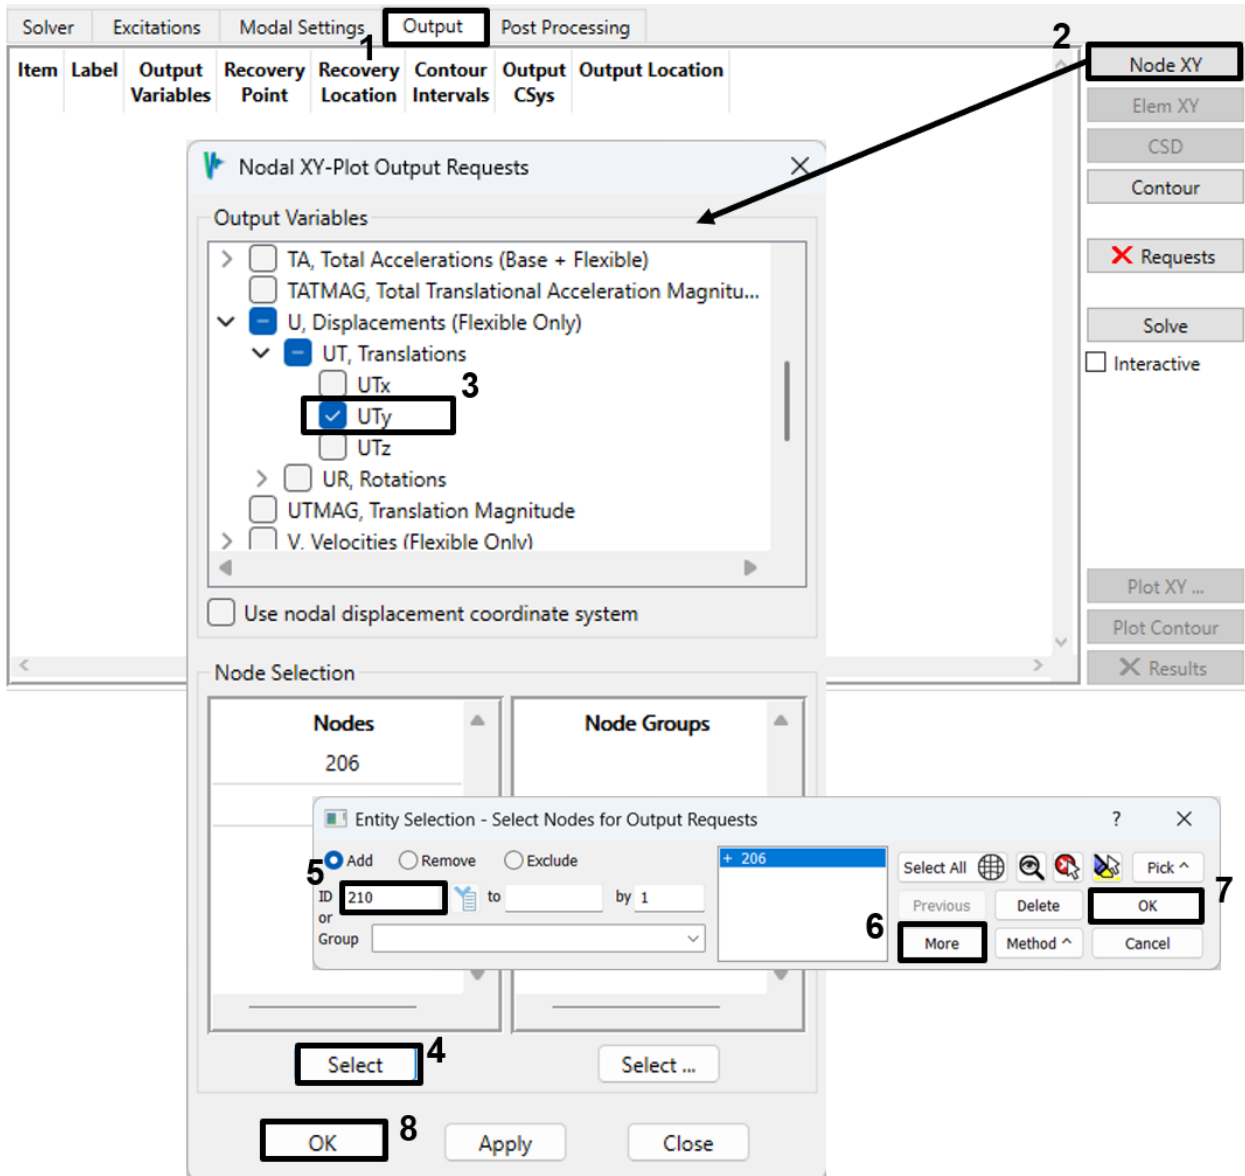 Solver Excitations Modal Settings Output Post Processing
1
2
Item Label Output Variables Recovery Point Recovery Location Contour Intervals Output CSys Output Location
Node XY
Elem XY
CSD
Contour
Requests
Solve
Interactive
Plot XY ...
Plot Contour
Results
Nodal XY-Plot Output Requests
Output Variables
TA, Total Accelerations (Base + Flexible)
TATMAG, Total Translational Acceleration Magnitu...
U, Displacements (Flexible Only)
UT, Translations
UTx
3
UTy
UTz
UR, Rotations
UTMAG, Translation Magnitude
V, Velocities (Flexible Only)
Use nodal displacement coordinate system
Node Selection
Nodes Node Groups
206
Entity Selection - Select Nodes for Output Requests ?
5
Add Remove Exclude
ID 210 to by 1
or
Group
+ 206
Select All Pick ^
7
Previous Delete OK
6
More Method ^ Cancel
Select
4
Select ...
OK
8
Apply Close